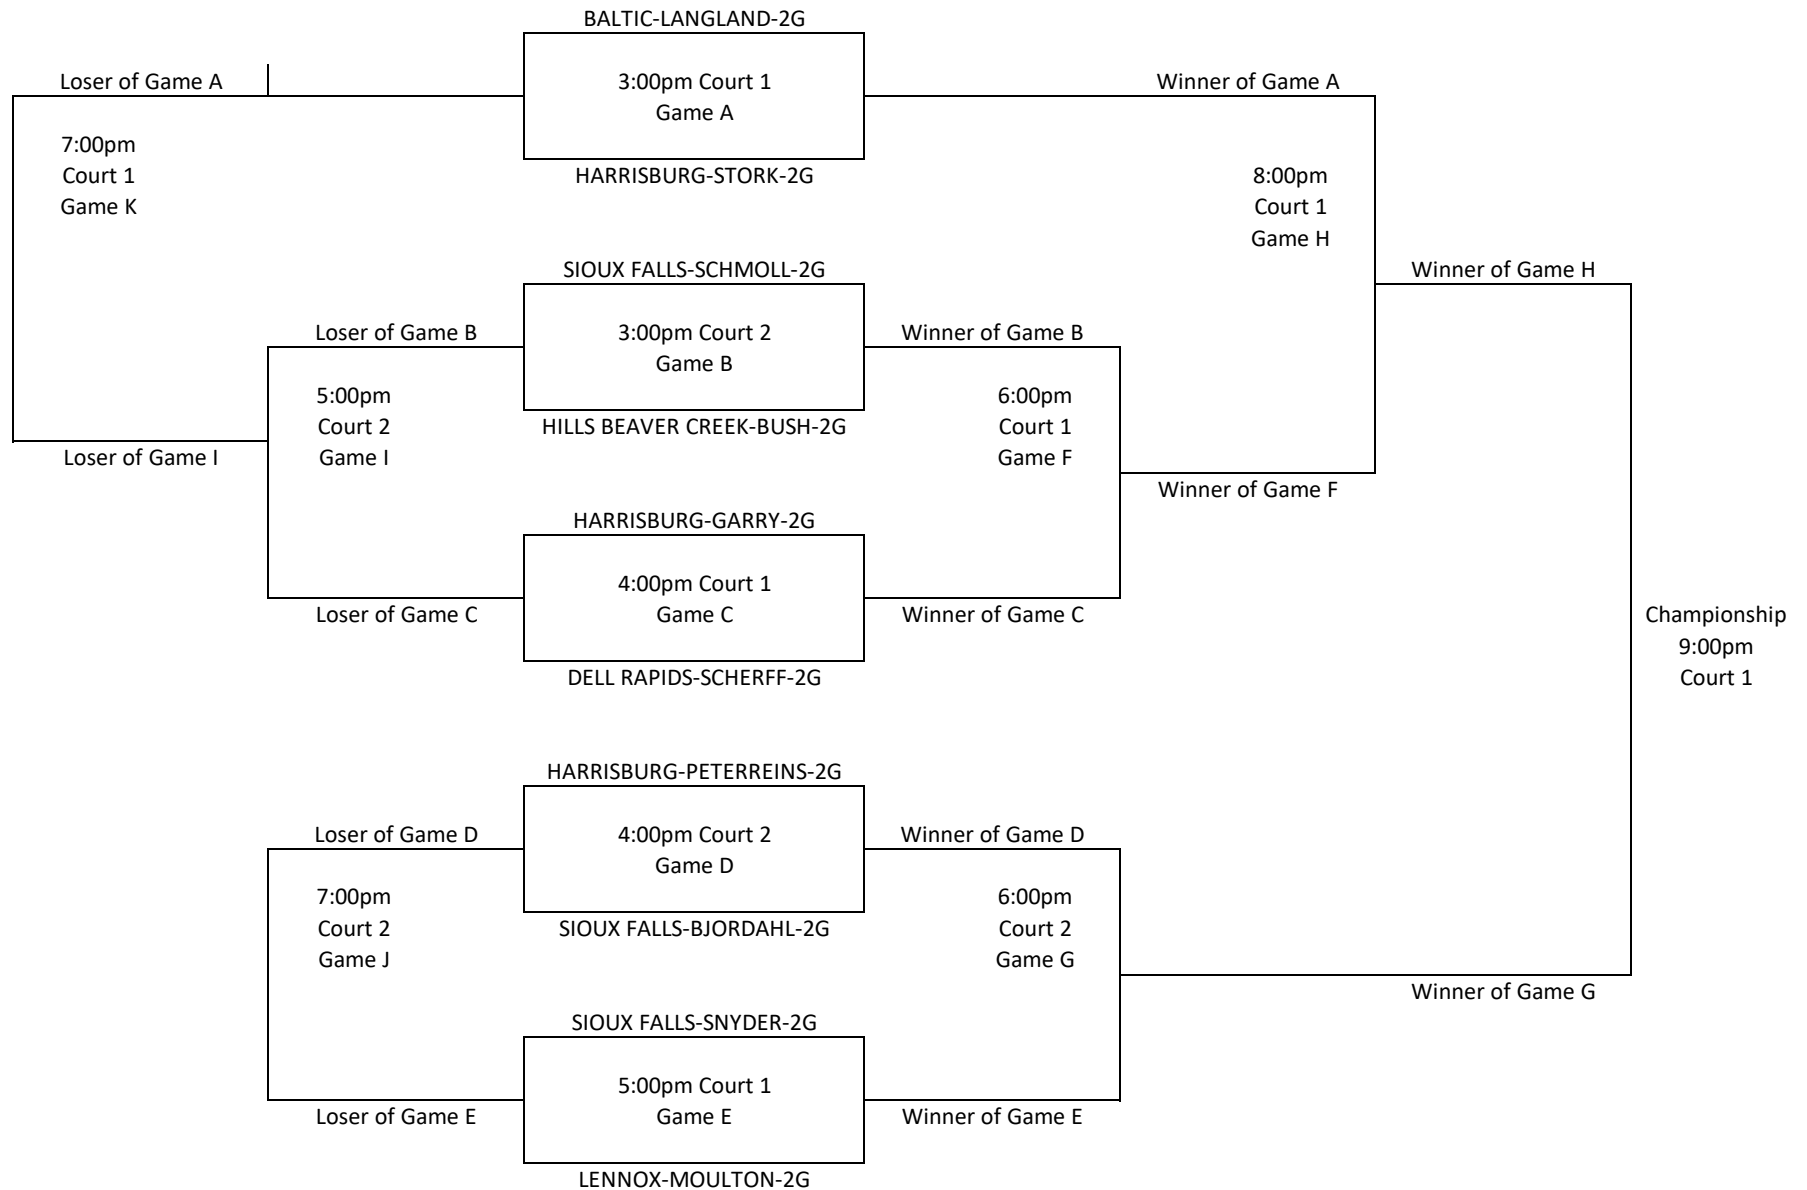 BALTIC-LANGLAND-2G
Loser of Game A
3:00pm Court 1
Game A
Winner of Game A
7:00pm
Court 1
Game K
HARRISBURG-STORK-2G
8:00pm
Court 1
Game H
SIOUX FALLS-SCHMOLL-2G
Winner of Game H
Loser of Game B
3:00pm Court 2
Game B
Winner of Game B
5:00pm
Court 2
Game I
HILLS BEAVER CREEK-BUSH-2G
6:00pm
Court 1
Game F
Loser of Game I
Winner of Game F
HARRISBURG-GARRY-2G
4:00pm Court 1
Game C
Loser of Game C
Winner of Game C
Championship
9:00pm
Court 1
DELL RAPIDS-SCHERFF-2G
HARRISBURG-PETERREINS-2G
Loser of Game D
4:00pm Court 2
Game D
Winner of Game D
7:00pm
Court 2
Game J
SIOUX FALLS-BJORDAHL-2G
6:00pm
Court 2
Game G
Winner of Game G
SIOUX FALLS-SNYDER-2G
5:00pm Court 1
Game E
Loser of Game E
Winner of Game E
LENNOX-MOULTON-2G